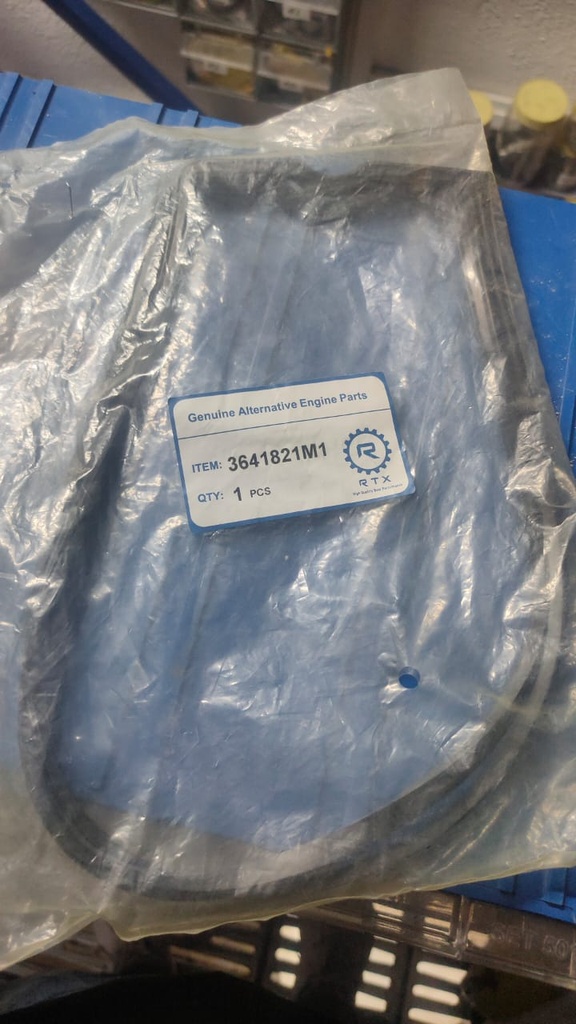 Genuine Alternative Engine Parts
ITEM: 3641821M1
QTY: 1 PCS
R
RTX